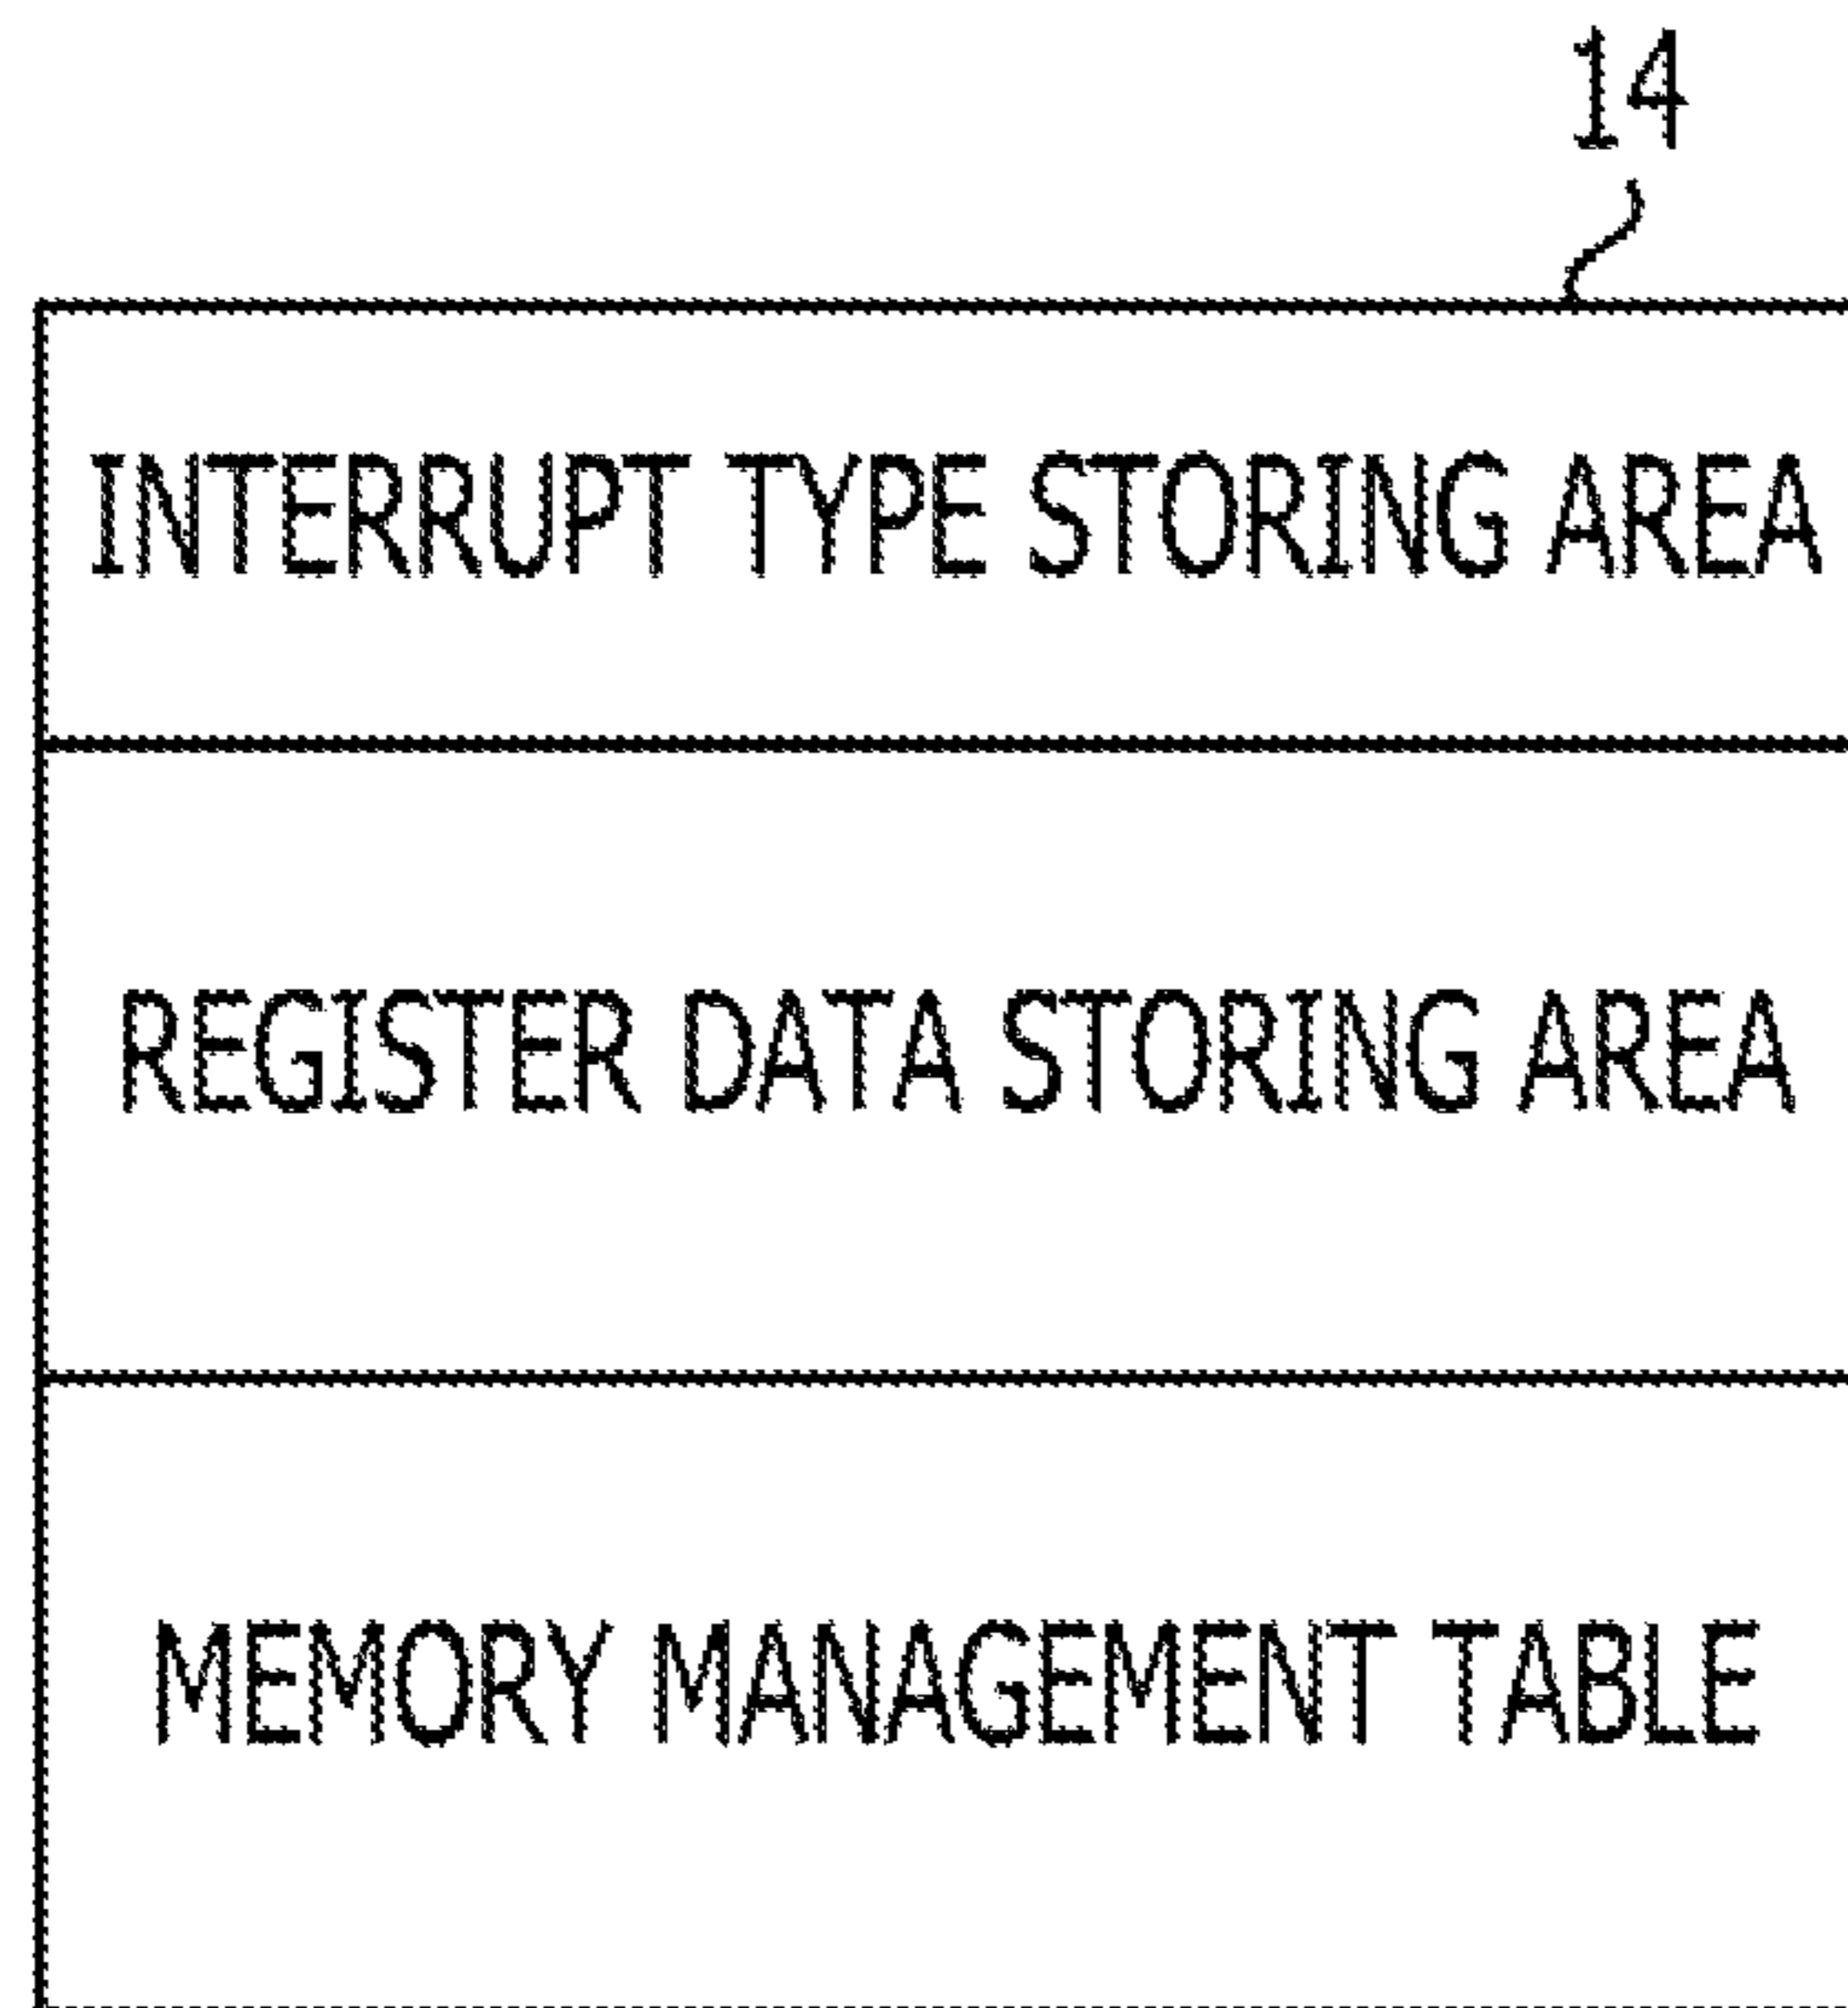 14
INTERRUPT TYPE STORING AREA
REGISTER DATA STORING AREA
MEMORY MANAGEMENT TABLE